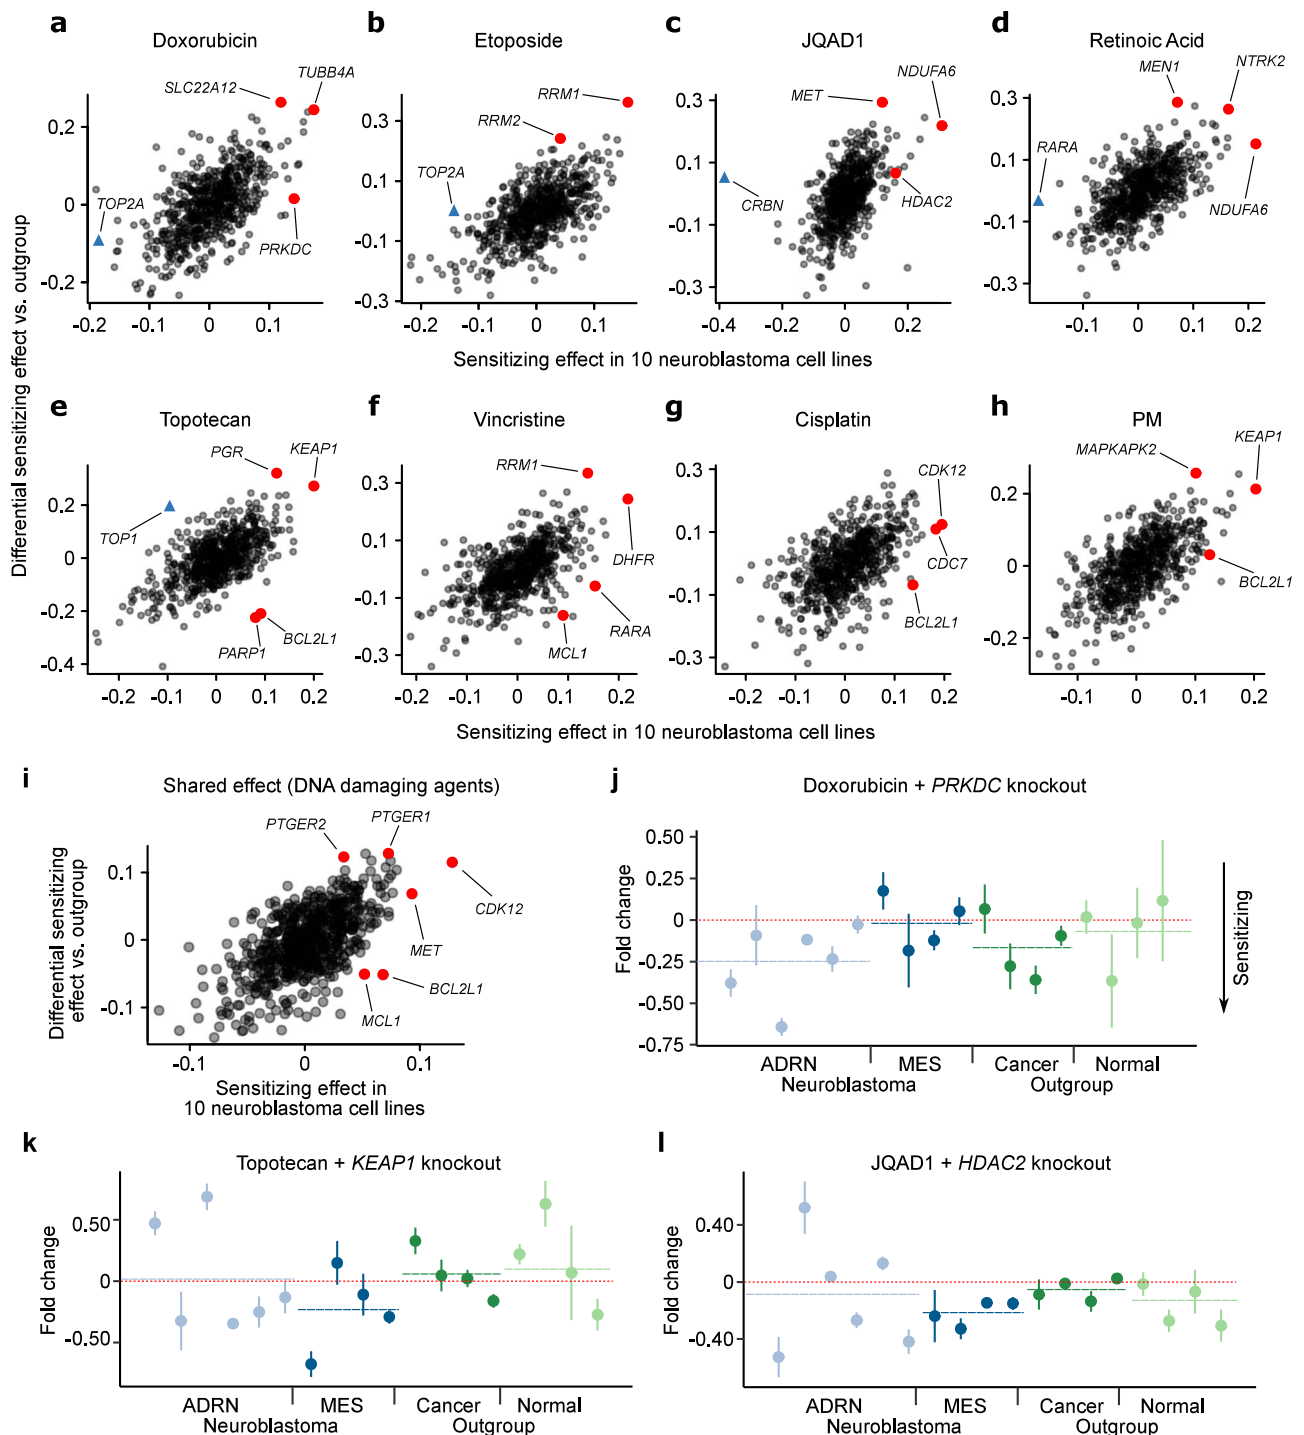 a
Doxorubicin
SLC22A12
TUBB4A
TOP2A
PRKDC
0.2
0
-0.2
-0.2
-0.1
0
0.1
b
Etoposide
RRM1
RRM2
TOP2A
0.3
0.1
-0.1
-0.3
-0.2
-0.1
0
0.1
c
JQAD1
NDUFA6
MET
CRBN
HDAC2
0.3
0.1
-0.1
-0.3
-0.4
-0.2
0
0.2
d
Retinoic Acid
MEN1
NTRK2
RARA
NDUFA6
0.3
0.1
-0.1
-0.3
-0.1
0
0.1
0.2
Differential sensitizing effect vs. outgroup
Sensitizing effect in 10 neuroblastoma cell lines
e
Topotecan
PGR
KEAP1
TOP1
PARP1
BCL2L1
0.2
0
-0.2
-0.4
-0.2
-0.1
0
0.1
0.2
f
Vincristine
RRM1
DHFR
RARA
MCL1
0.3
0.1
-0.1
-0.3
-0.2
-0.1
0
0.1
0.2
g
Cisplatin
CDK12
CDC7
BCL2L1
0.3
0.1
-0.1
-0.3
-0.2
-0.1
0
0.1
h
PM
MAPKAPK2
KEAP1
BCL2L1
0.2
0
-0.2
-0.1
0
0.1
0.2
Sensitizing effect in 10 neuroblastoma cell lines
i
Shared effect (DNA damaging agents)
PTGER2
PTGER1
CDK12
MET
BCL2L1
MCL1
0.1
0
-0.1
-0.1
0
0.1
Differential sensitizing
effect vs. outgroup
Sensitizing effect in
10 neuroblastoma cell lines
j
Doxorubicin + PRKDC knockout
Fold change
0.50
0.25
0
-0.25
-0.50
-0.75
Sensitizing
ADRN
MES
Cancer
Normal
Neuroblastoma
Outgroup
k
Topotecan + KEAP1 knockout
Fold change
0.50
0
-0.50
ADRN
MES
Cancer
Normal
Neuroblastoma
Outgroup
l
JQAD1 + HDAC2 knockout
Fold change
0.40
0
-0.40
ADRN
MES
Cancer
Normal
Neuroblastoma
Outgroup